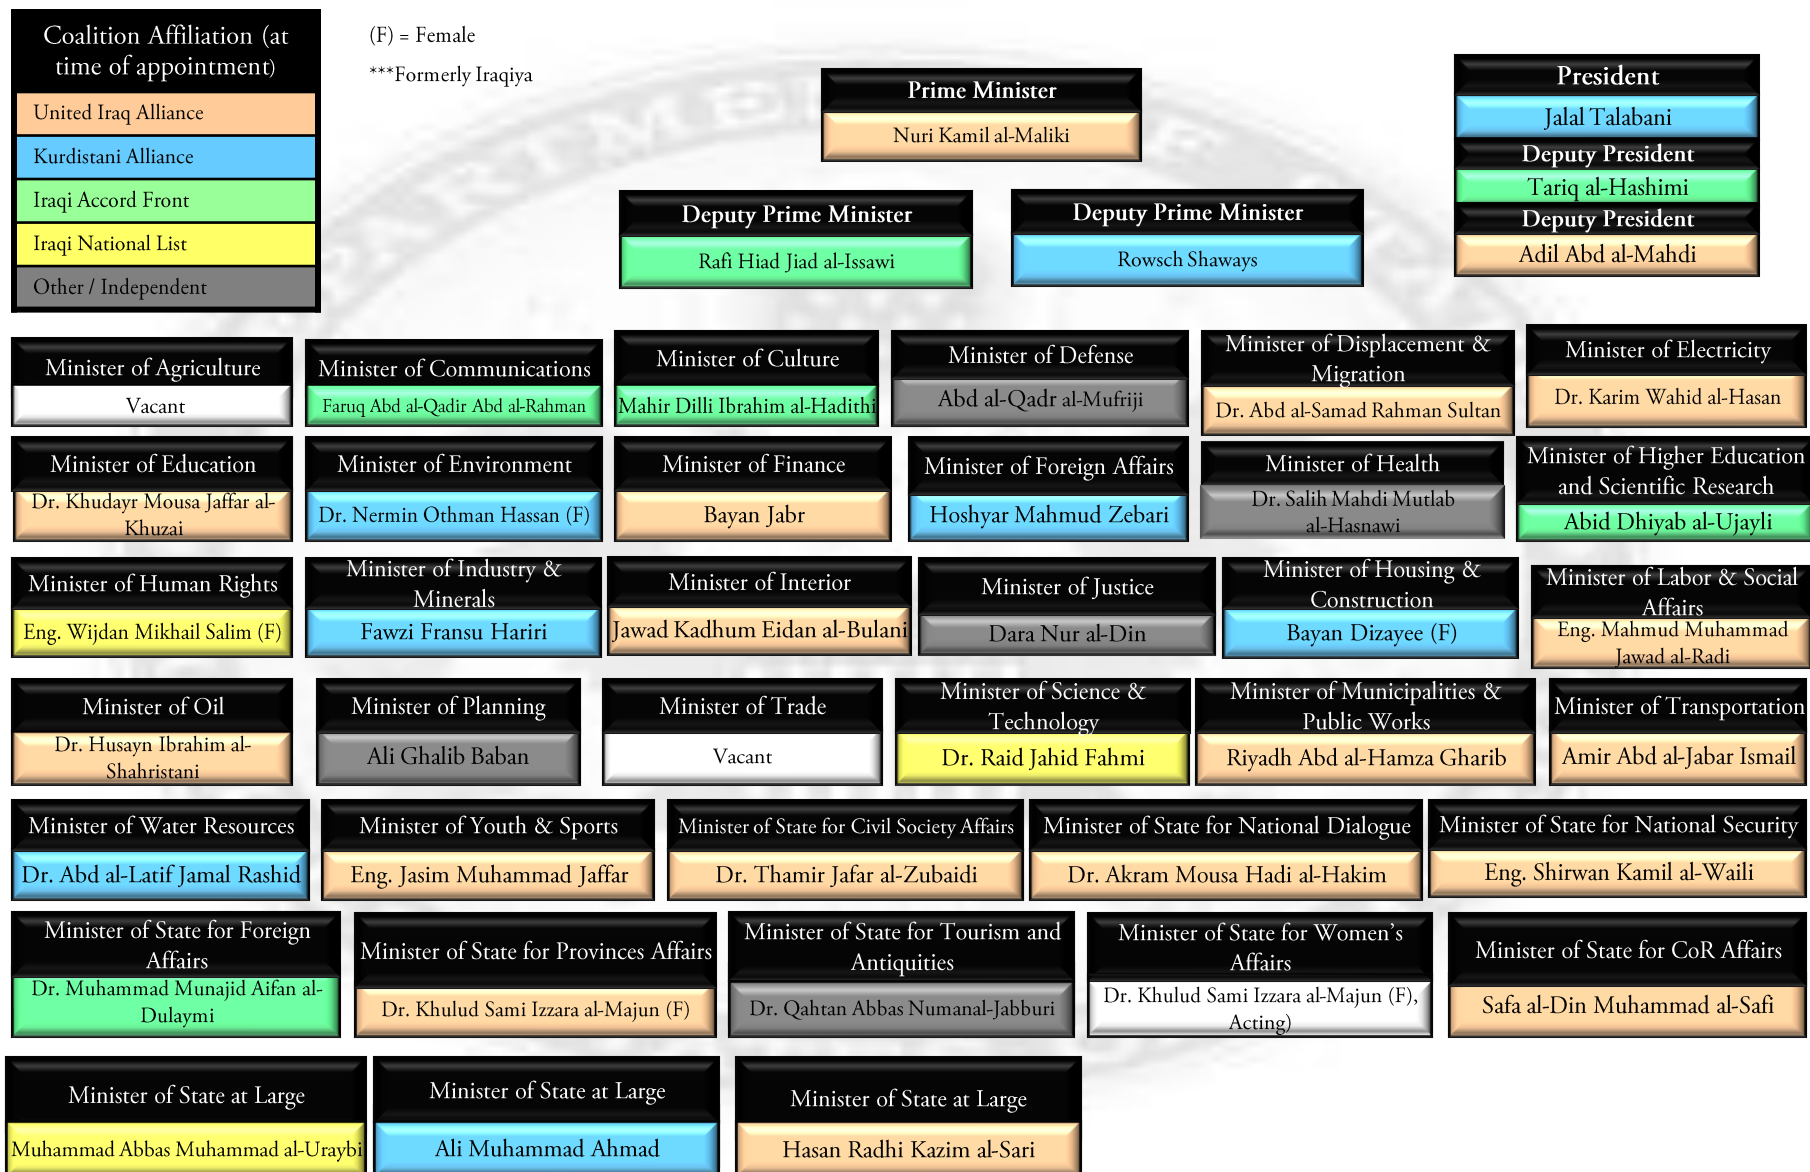 Coalition Affiliation (at
time of appointment)
United Iraq Alliance
Kurdistani Alliance
Iraqi Accord Front
Iraqi National List
Other / Independent
(F) = Female
***Formerly Iraqiya
Prime Minister
Nuri Kamil al-Maliki
President
Jalal Talabani
Deputy President
Tariq al-Hashimi
Deputy President
Adil Abd al-Mahdi
Deputy Prime Minister
Rafi Hiad Jiad al-Issawi
Deputy Prime Minister
Rowsch Shaways
Minister of Agriculture
Vacant
Minister of Communications
Faruq Abd al-Qadir Abd al-Rahman
Minister of Culture
Mahir Dilli Ibrahim al-Hadithi
Minister of Defense
Abd al-Qadr al-Mufriji
Minister of Displacement &
Migration
Dr. Abd al-Samad Rahman Sultan
Minister of Electricity
Dr. Karim Wahid al-Hasan
Minister of Education
Dr. Khudayr Mousa Jaffar al-
Khuzai
Minister of Environment
Dr. Nermin Othman Hassan (F)
Minister of Finance
Bayan Jabr
Minister of Foreign Affairs
Hoshyar Mahmud Zebari
Minister of Health
Dr. Salih Mahdi Mutlab
al-Hasnawi
Minister of Higher Education
and Scientific Research
Abid Dhiyab al-Ujayli
Minister of Human Rights
Eng. Wijdan Mikhail Salim (F)
Minister of Industry &
Minerals
Fawzi Fransu Hariri
Minister of Interior
Jawad Kadhum Eidan al-Bulani
Minister of Justice
Dara Nur al-Din
Minister of Housing &
Construction
Bayan Dizayee (F)
Minister of Labor & Social
Affairs
Eng. Mahmud Muhammad
Jawad al-Radi
Minister of Oil
Dr. Husayn Ibrahim al-
Shahristani
Minister of Planning
Ali Ghalib Baban
Minister of Trade
Vacant
Minister of Science &
Technology
Dr. Raid Jahid Fahmi
Minister of Municipalities &
Public Works
Riyadh Abd al-Hamza Gharib
Minister of Transportation
Amir Abd al-Jabar Ismail
Minister of Water Resources
Dr. Abd al-Latif Jamal Rashid
Minister of Youth & Sports
Eng. Jasim Muhammad Jaffar
Minister of State for Civil Society Affairs
Dr. Thamir Jafar al-Zubaidi
Minister of State for National Dialogue
Dr. Akram Mousa Hadi al-Hakim
Minister of State for National Security
Eng. Shirwan Kamil al-Waili
Minister of State for Foreign
Affairs
Dr. Muhammad Munajid Aifan al-
Dulaymi
Minister of State for Provinces Affairs
Dr. Khulud Sami Izzara al-Majun (F)
Minister of State for Tourism and
Antiquities
Dr. Qahtan Abbas Numanal-Jabburi
Minister of State for Women's
Affairs
Dr. Khulud Sami Izzara al-Majun (F),
Acting)
Minister of State for CoR Affairs
Safa al-Din Muhammad al-Safi
Minister of State at Large
Muhammad Abbas Muhammad al-Uraybi
Minister of State at Large
Ali Muhammad Ahmad
Minister of State at Large
Hasan Radhi Kazim al-Sari